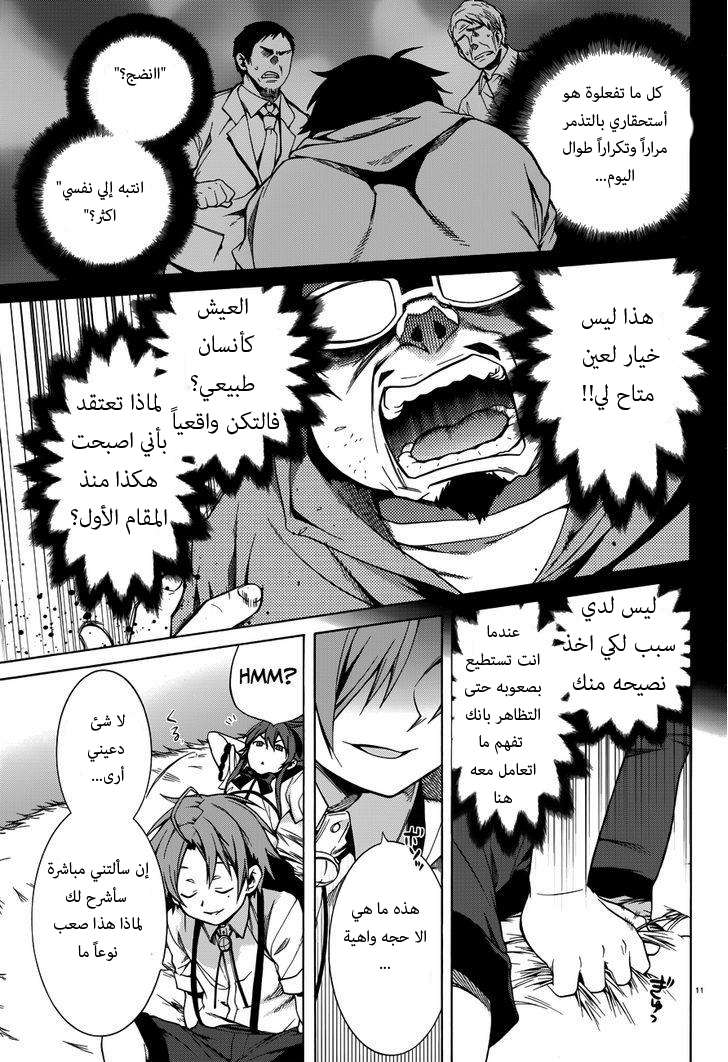 كل ما تفعلوة هو
أستحقاري بالتذمر
مراراً وتكراراً طوال
اليوم...
"اانضج؟"
انتبه إلي نفسي"
اكثر؟"
هذا ليس
خيار لعين
متاح لي!!
العيش
كأنسان
طبيعي؟
فالتكن واقعياً
لماذا تعتقد
بأني اصبحت
هكذا منذ
المقام الأول؟
ليس لدي
سبب لكي اخذ
نصيحه منك
عندما
انت تستطيع
بصعوبه حتى
التظاهر بانك
تفهم ما
اتعامل معه
هنا
هذه ما هي
الا حجه واهية
...
HMM?
لا شئ
دعيني
أرى...
إن سألتني مباشرة
سأشرح لك
لماذا هذا صعب
نوعاً ما
11